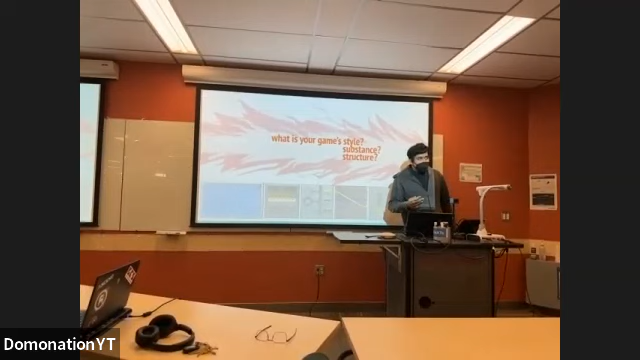 what is your game's style?
substance?
structure?
DomonationYT